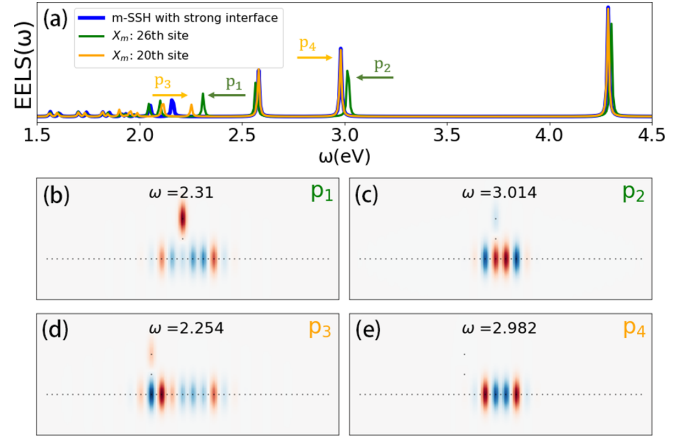 (a)
m-SSH with strong interface
Xₘ: 26th site
Xₘ: 20th site
p₃
p₁
p₄
p₂
EELS(ω)
1.5 2.0 2.5 3.0 3.5 4.0 4.5
ω(eV)
(b) ω = 2.31 p₁
(c) ω = 3.014 p₂
(d) ω = 2.254 p₃
(e) ω = 2.982 p₄